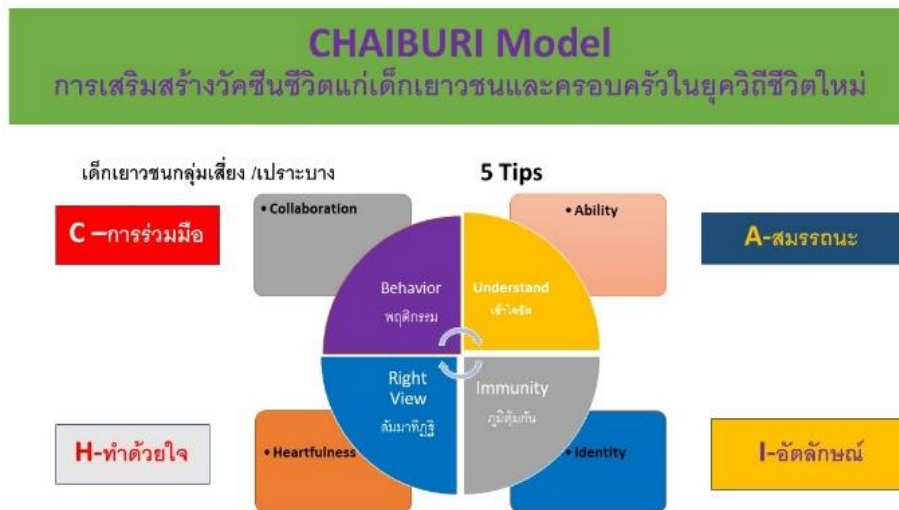 CHAIBURI Model
การเสริมสร้างวัคซีนชีวิตแก่เด็กเยาวชนและครอบครัวในยุควิถีชีวิตใหม่
เด็กเยาวชนกลุ่มเสี่ยง /เปราะบาง
5 Tips
C –การร่วมมือ
• Collaboration
• Ability
A-สมรรถนะ
Behavior
พฤติกรรม
Understand
เข้าใจชัด
Right
View
สัมมาทิฏฐิ
Immunity
ภูมิคุ้มกัน
H-ทำด้วยใจ
• Heartfulness
• Identity
I-อัตลักษณ์